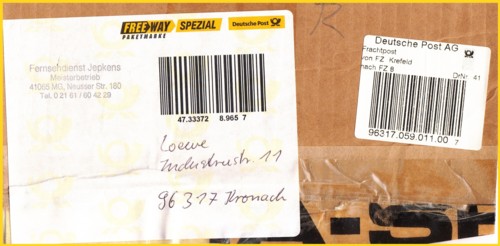 FREEWAY SPEZIAL Deutsche Post
PAKETMARKE
Fernsehdienst Jepkens
Meisterbetrieb
41065 MG, Neusser Str. 180
Tel. 0 21 61 / 60 42 29
47.33372 8.965 7
Loewe
Industriestr. 11
96317 Kronach
Deutsche Post AG
Frachtpost
von FZ Krefeld
nach FZ 8
DrNr. 41
96317.059.011.00 7